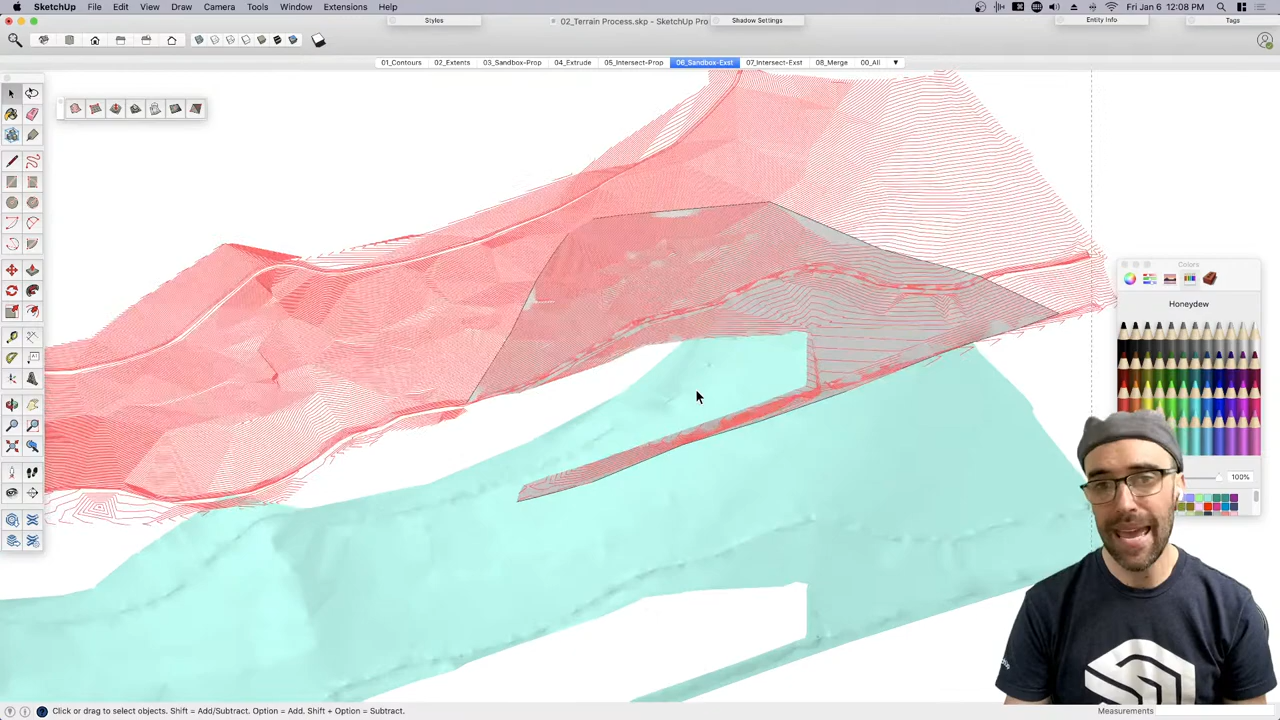 SketchUp File Edit View Draw Camera Tools Window Extensions Help
Fri Jan 6 12:08 PM
Styles
02_Terrain Process.skp - SketchUp Pro
Shadow Settings
Entity Info
Tags
01_Contours 02_Extents 03_Sandbox-Prop 04_Extrude 05_Intersect-Prop 06_Sandbox-Exst 07_Intersect-Exst 08_Merge 00_All
Colors
Honeydew
100%
Click or drag to select objects. Shift = Add/Subtract. Option = Add. Shift + Option = Subtract.
Measurements